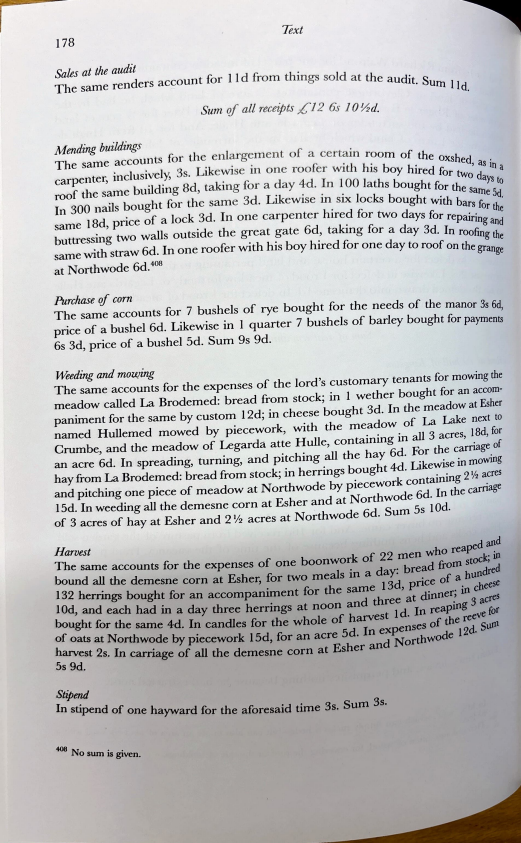 178
Text
Sales at the audit
The same renders account for 11d from things sold at the audit. Sum 11d.
Sum of all receipts £12 6s 10½d.
Mending buildings
The same accounts for the enlargement of a certain room of the oxshed, as in a
carpenter, inclusively, 3s. Likewise in one roofer with his boy hired for two days to
roof the same building 8d, taking for a day 4d. In 100 laths bought for the same 5d.
In 300 nails bought for the same 3d. Likewise in six locks bought with bars for the
same 18d, price of a lock 3d. In one carpenter hired for two days for repairing and
buttressing two walls outside the great gate 6d, taking for a day 3d. In roofing the
same with straw 6d. In one roofer with his boy hired for one day to roof on the grange
at Northwode 6d.⁴⁰⁸
Purchase of corn
The same accounts for 7 bushels of rye bought for the needs of the manor 3s 6d,
price of a bushel 6d. Likewise in 1 quarter 7 bushels of barley bought for payments
6s 3d, price of a bushel 5d. Sum 9s 9d.
Weeding and mowing
The same accounts for the expenses of the lord's customary tenants for mowing the
meadow called La Brodemed: bread from stock; in 1 wether bought for an accom-
paniment for the same by custom 12d; in cheese bought 3d. In the meadow at Esher
named Hullemed mowed by piecework, with the meadow of La Lake next to
Crumbe, and the meadow of Legarda atte Hulle, containing in all 3 acres, 18d, for
an acre 6d. In spreading, turning, and pitching all the hay 6d. For the carriage of
hay from La Brodemed: bread from stock; in herrings bought 4d. Likewise in mowing
and pitching one piece of meadow at Northwode by piecework containing 2½ acres
15d. In weeding all the demesne corn at Esher and at Northwode 6d. In the carriage
of 3 acres of hay at Esher and 2½ acres at Northwode 6d. Sum 5s 10d.
Harvest
The same accounts for the expenses of one boonwork of 22 men who reaped and
bound all the demesne corn at Esher, for two meals in a day: bread from stock; in
132 herrings bought for an accompaniment for the same 13d, price of a hundred
10d, and each had in a day three herrings at noon and three at dinner; in cheese
bought for the same 4d. In candles for the whole of harvest 1d. In reaping 3 acres
of oats at Northwode by piecework 15d, for an acre 5d. In expenses of the reeve for
harvest 2s. In carriage of all the demesne corn at Esher and Northwode 12d. Sum
5s 9d.
Stipend
In stipend of one hayward for the aforesaid time 3s. Sum 3s.
⁴⁰⁸ No sum is given.